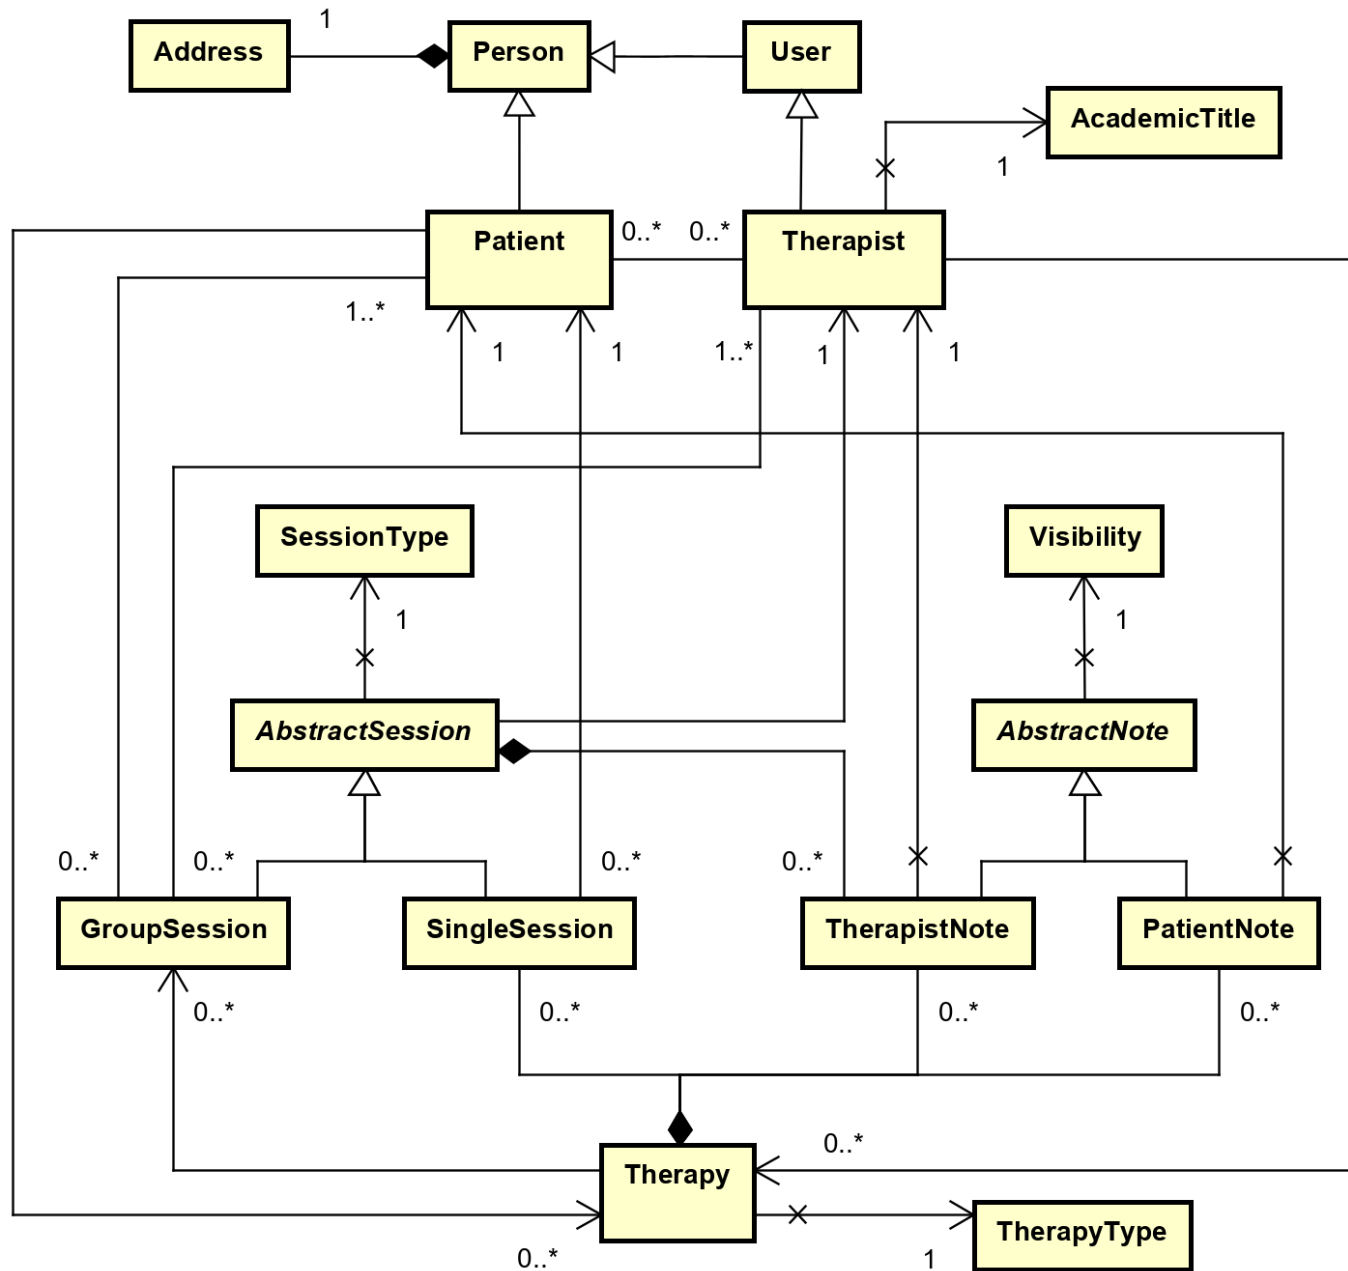 1
Address
Person
User
AcademicTitle
1
Patient
0..*
0..*
Therapist
1..*
1
1
1..*
1
1
SessionType
Visibility
1
1
AbstractSession
AbstractNote
0..*
0..*
0..*
0..*
GroupSession
SingleSession
TherapistNote
PatientNote
0..*
0..*
0..*
0..*
0..*
Therapy
TherapyType
0..*
1